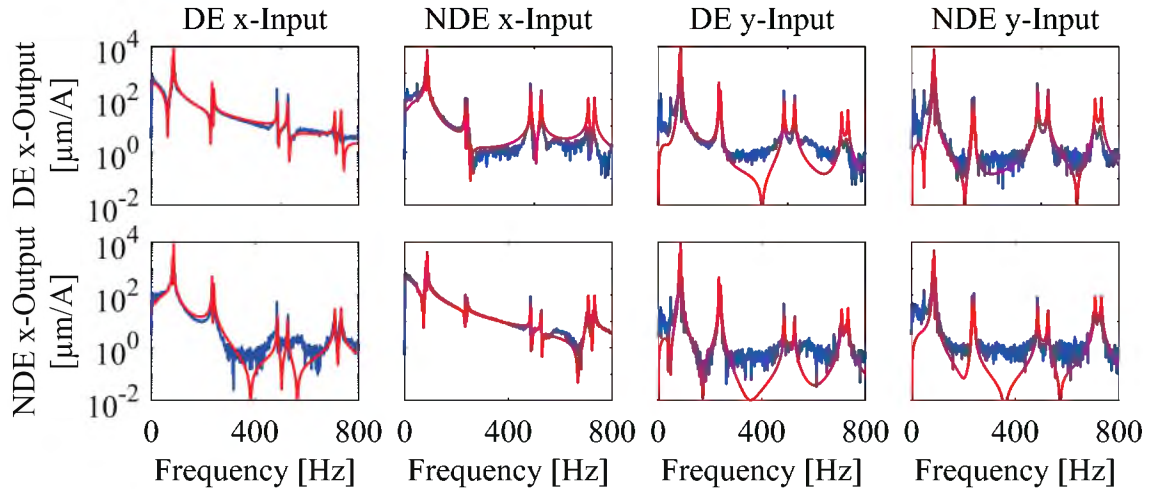 DE x-Input NDE x-Input DE y-Input NDE y-Input
DE x-Output
[μm/A]
10^4
10^2
10^0
10^-2
NDE x-Output
[μm/A]
10^4
10^2
10^0
10^-2
0 400 800 0 400 800 0 400 800 0 400 800
Frequency [Hz] Frequency [Hz] Frequency [Hz] Frequency [Hz]